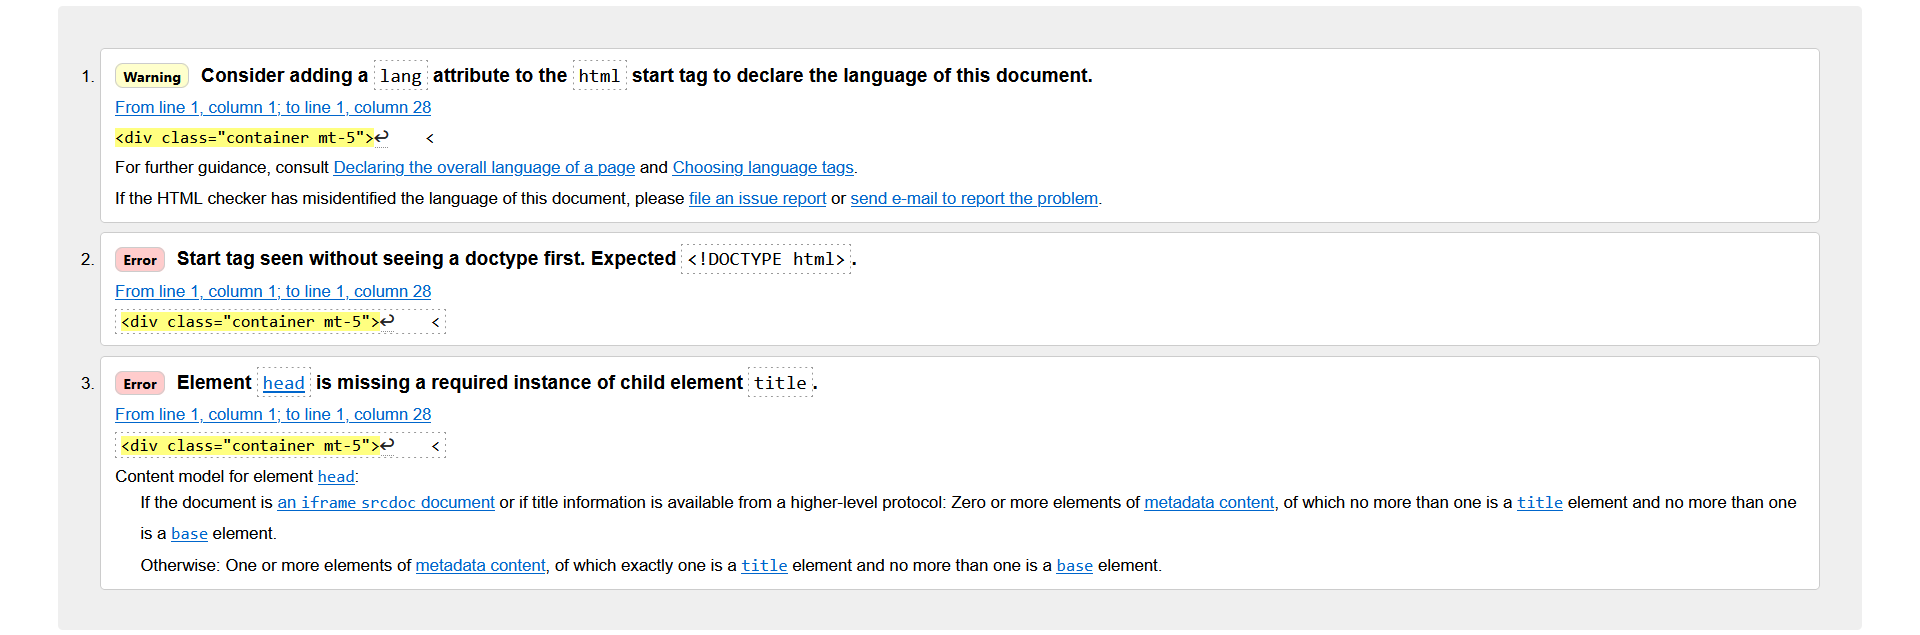 1. Warning Consider adding a lang attribute to the html start tag to declare the language of this document.
From line 1, column 1; to line 1, column 28
<div class="container mt-5">↩    <
For further guidance, consult Declaring the overall language of a page and Choosing language tags.
If the HTML checker has misidentified the language of this document, please file an issue report or send e-mail to report the problem.
2. Error Start tag seen without seeing a doctype first. Expected <!DOCTYPE html>.
From line 1, column 1; to line 1, column 28
<div class="container mt-5">↩    <
3. Error Element head is missing a required instance of child element title.
From line 1, column 1; to line 1, column 28
<div class="container mt-5">↩    <
Content model for element head:
If the document is an iframe srcdoc document or if title information is available from a higher-level protocol: Zero or more elements of metadata content, of which no more than one is a title element and no more than one
is a base element.
Otherwise: One or more elements of metadata content, of which exactly one is a title element and no more than one is a base element.